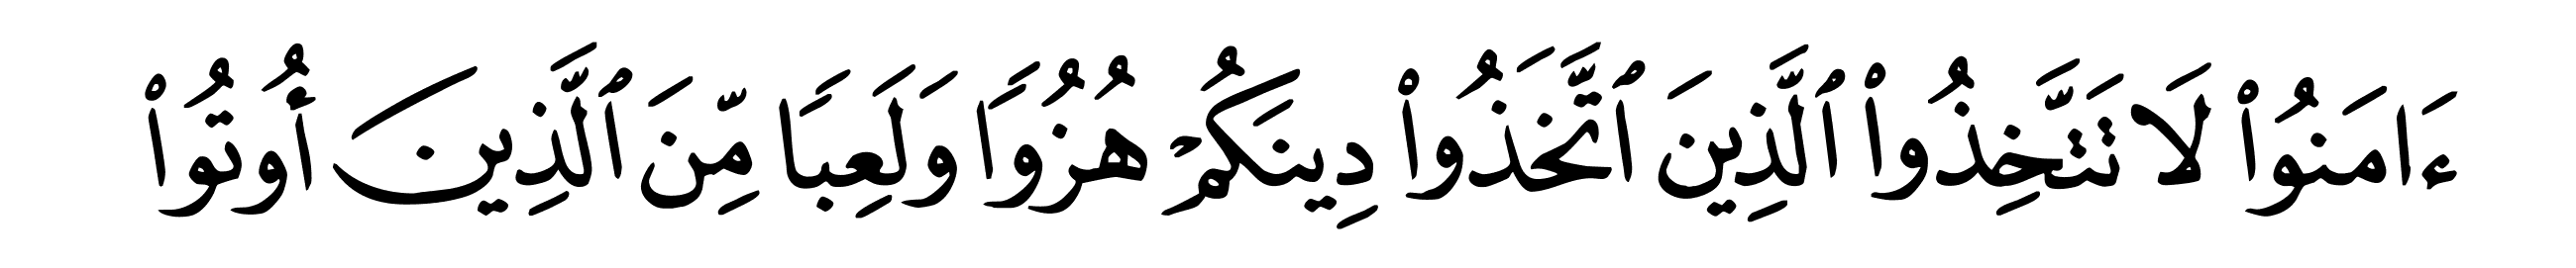 ءَامَنُوا۟ لَا تَتَّخِذُوا۟ ٱلَّذِينَ ٱتَّخَذُوا۟ دِينَكُمْ هُزُوًا وَلَعِبًا مِّنَ ٱلَّذِينَ أُوتُوا۟